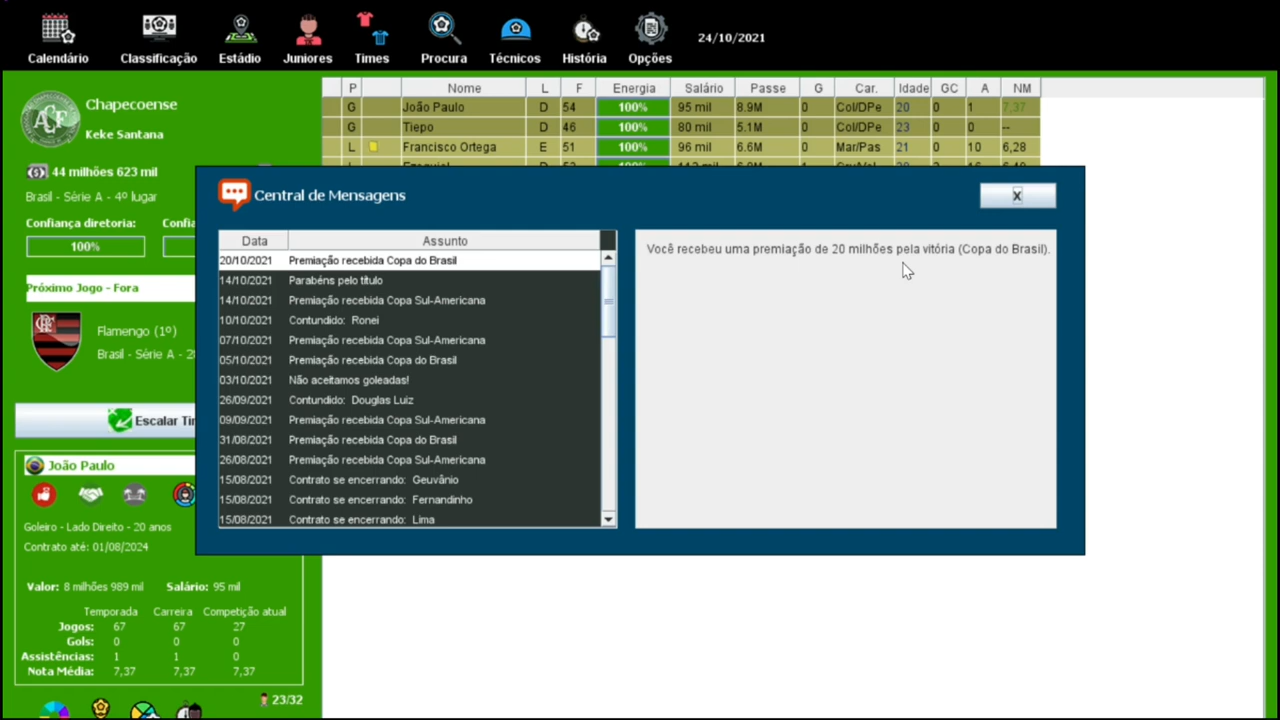 Calendário Classificação Estádio Juniores Times Procura Técnicos História Opções 24/10/2021
Chapecoense
Keke Santana
44 milhões 623 mil
Brasil - Série A - 4º lugar
Confiança diretoria: Confia
100%
Próximo Jogo - Fora
Flamengo (1º)
Brasil - Série A - 2
Escalar Ti
João Paulo
Goleiro - Lado Direito - 20 anos
Contrato até: 01/08/2024
Valor: 8 milhões 989 mil Salário: 95 mil
Temporada Carreira Competição atual
Jogos: 67 67 27
Gols: 0 0 0
Assistências: 1 1 0
Nota Média: 7,37 7,37 7,37
23/32
P Nome L F Energia Salário Passe G Car. Idade GC A NM
G João Paulo D 54 100% 95 mil 8.9M 0 Col/DPe 20 0 1 7,37
G Tiepo D 46 100% 80 mil 5.1M 0 Col/DPe 23 0 0 --
L Francisco Ortega E 51 100% 96 mil 6.6M 0 Mar/Pas 21 0 10 6,28
Central de Mensagens
X
Data Assunto
20/10/2021 Premiação recebida Copa do Brasil
14/10/2021 Parabéns pelo título
14/10/2021 Premiação recebida Copa Sul-Americana
10/10/2021 Contundido: Ronei
07/10/2021 Premiação recebida Copa Sul-Americana
05/10/2021 Premiação recebida Copa do Brasil
03/10/2021 Não aceitamos goleadas!
26/09/2021 Contundido: Douglas Luiz
09/09/2021 Premiação recebida Copa Sul-Americana
31/08/2021 Premiação recebida Copa do Brasil
26/08/2021 Premiação recebida Copa Sul-Americana
15/08/2021 Contrato se encerrando: Geuvânio
15/08/2021 Contrato se encerrando: Fernandinho
15/08/2021 Contrato se encerrando: Lima
Você recebeu uma premiação de 20 milhões pela vitória (Copa do Brasil).